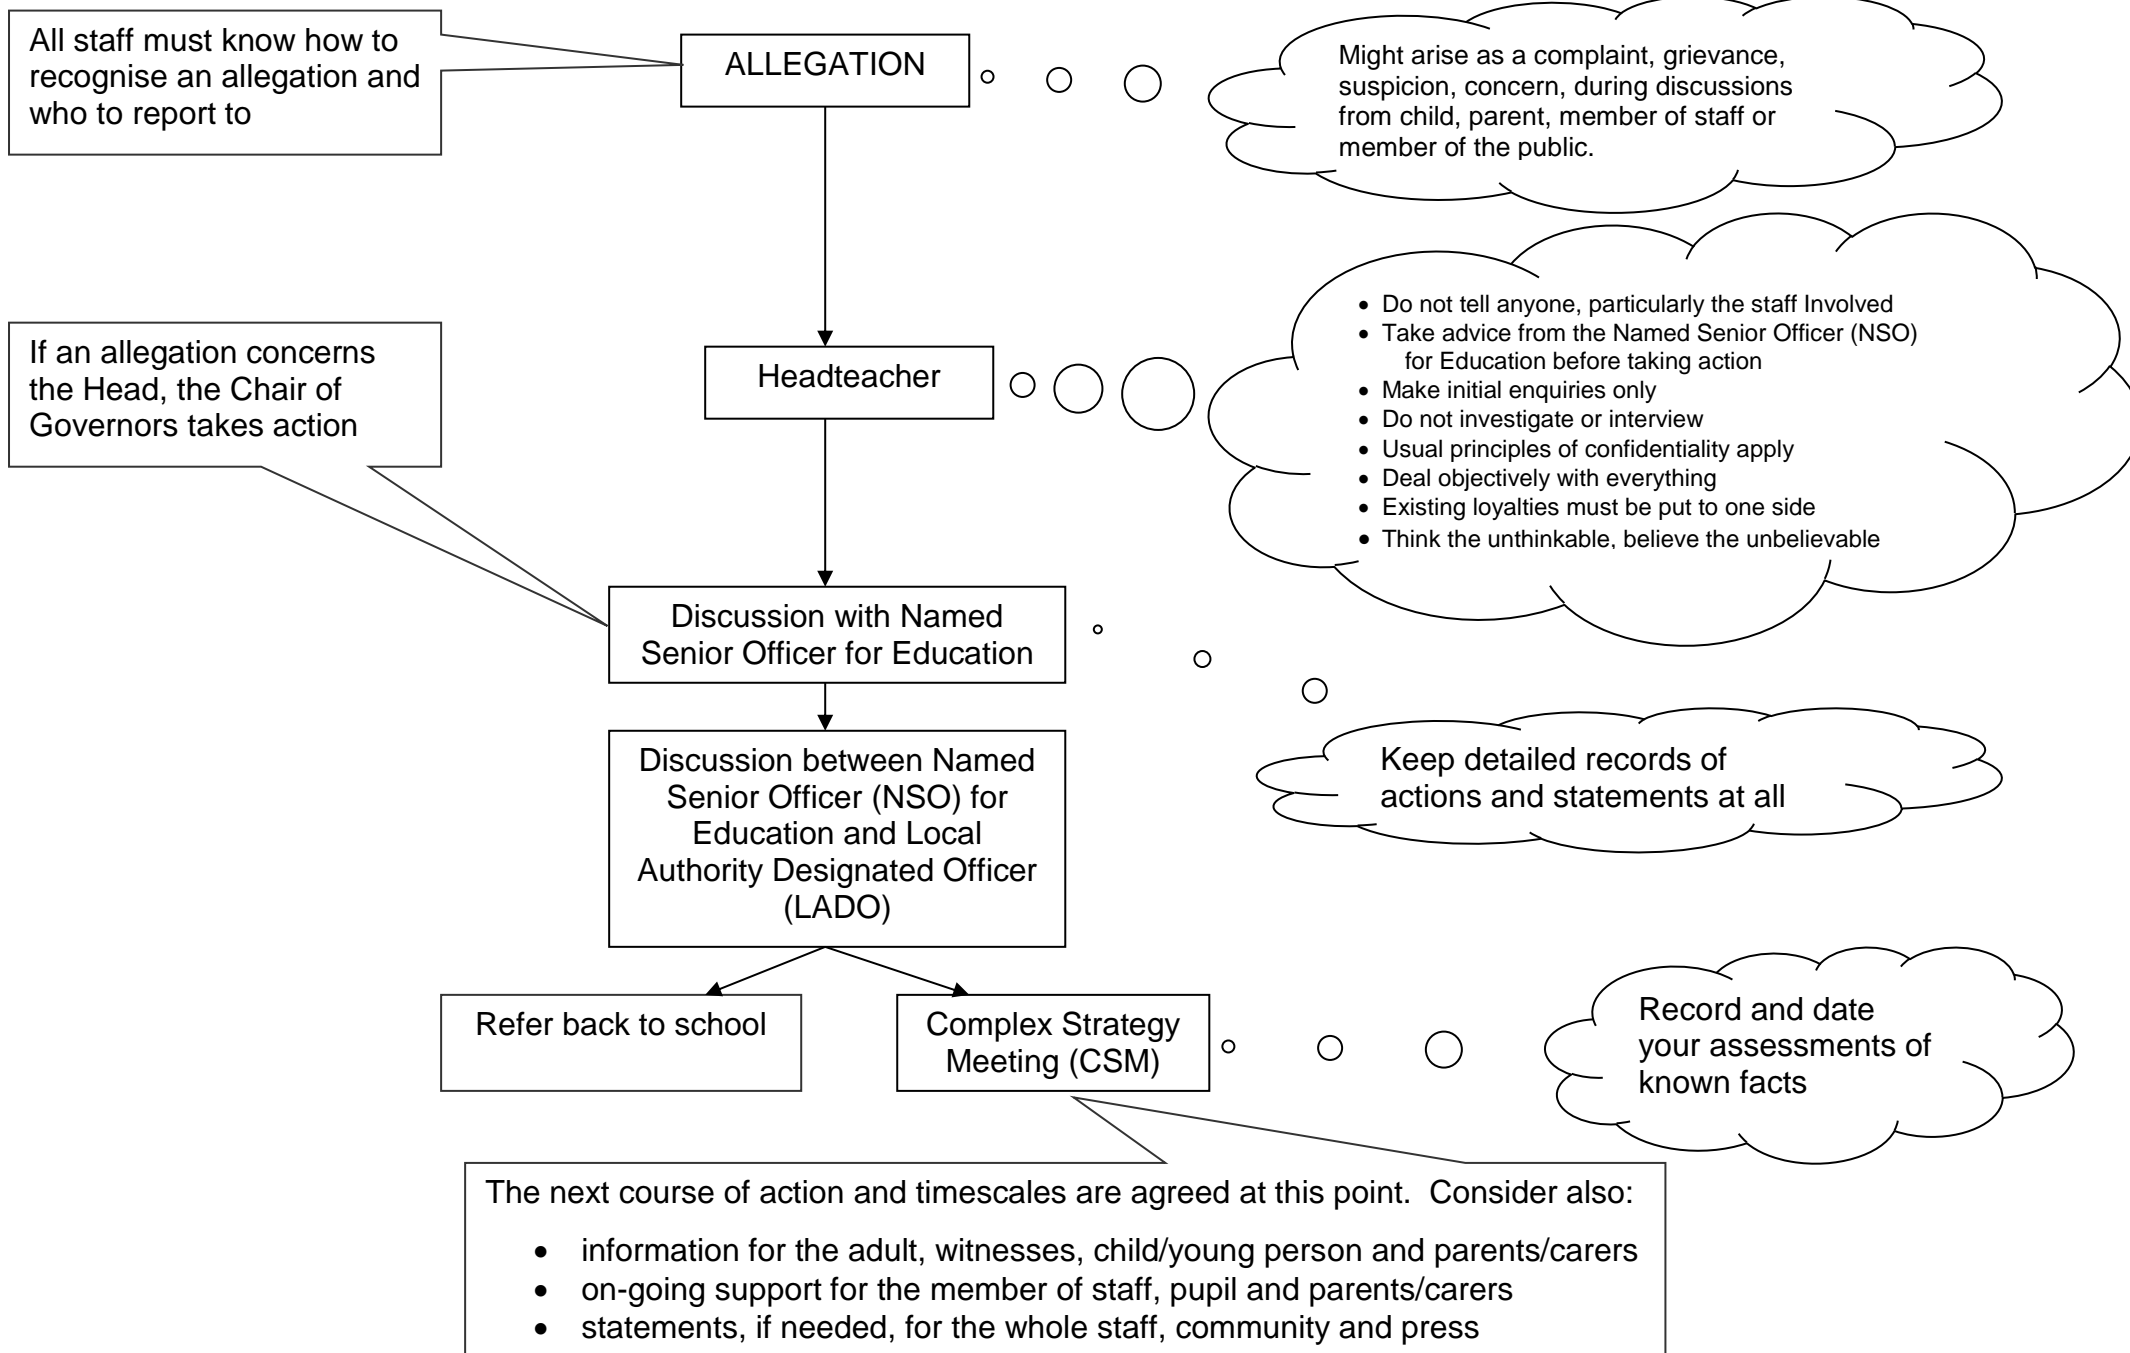 All staff must know how to
recognise an allegation and
who to report to
ALLEGATION
Might arise as a complaint, grievance,
suspicion, concern, during discussions
from child, parent, member of staff or
member of the public.
If an allegation concerns
the Head, the Chair of
Governors takes action
Headteacher
• Do not tell anyone, particularly the staff Involved
• Take advice from the Named Senior Officer (NSO)
for Education before taking action
• Make initial enquiries only
• Do not investigate or interview
• Usual principles of confidentiality apply
• Deal objectively with everything
• Existing loyalties must be put to one side
• Think the unthinkable, believe the unbelievable
Discussion with Named
Senior Officer for Education
Discussion between Named
Senior Officer (NSO) for
Education and Local
Authority Designated Officer
(LADO)
Keep detailed records of
actions and statements at all
Refer back to school
Complex Strategy
Meeting (CSM)
Record and date
your assessments of
known facts
The next course of action and timescales are agreed at this point.  Consider also:
• information for the adult, witnesses, child/young person and parents/carers
• on-going support for the member of staff, pupil and parents/carers
• statements, if needed, for the whole staff, community and press